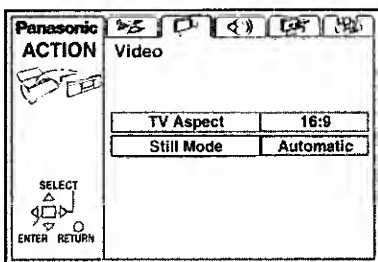 Panasonic
ACTION
Video
TV Aspect 16:9
Still Mode Automatic
SELECT
ENTER RETURN